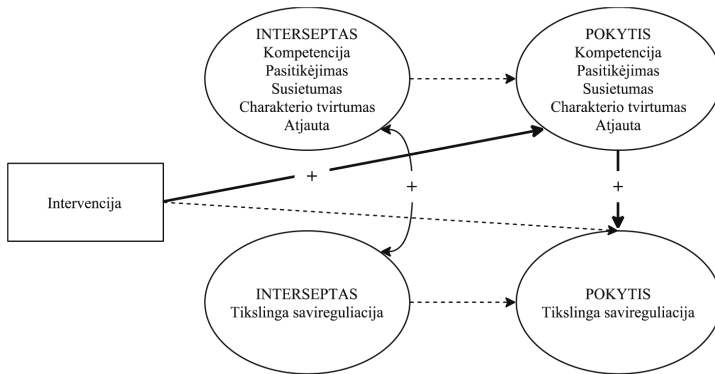 INTERSEPTAS
Kompetencija
Pasitikėjimas
Susietumas
Charakterio tvirtumas
Atjauta
POKYTIS
Kompetencija
Pasitikėjimas
Susietumas
Charakterio tvirtumas
Atjauta
Intervencija
+
+
+
INTERSEPTAS
Tikslinga savireguliacija
POKYTIS
Tikslinga savireguliacija